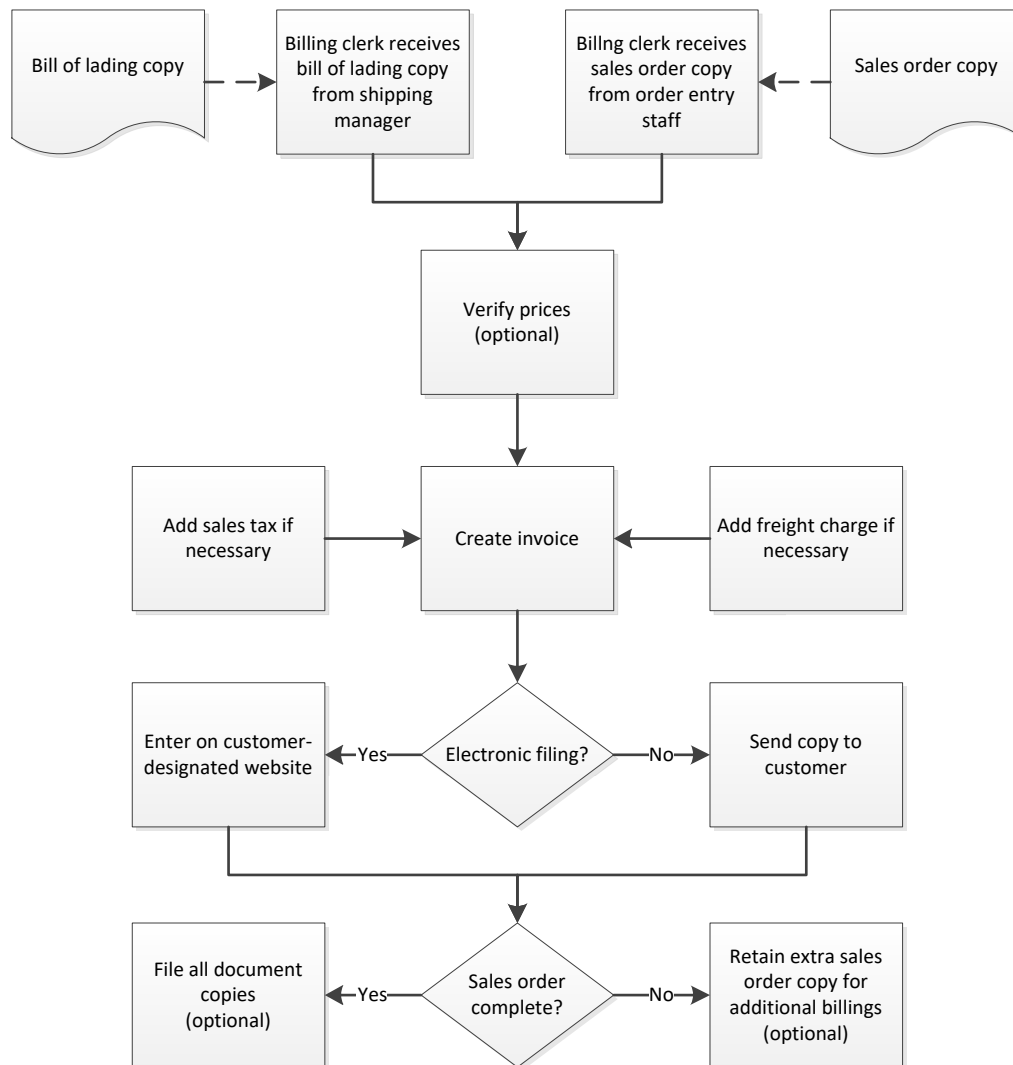 Bill of lading copy
Billing clerk receives
bill of lading copy
from shipping
manager
Billng clerk receives
sales order copy
from order entry
staff
Sales order copy
Verify prices
(optional)
Add sales tax if
necessary
Create invoice
Add freight charge if
necessary
Enter on customer-
designated website
Yes
Electronic filing?
No
Send copy to
customer
File all document
copies
(optional)
Yes
Sales order
complete?
No
Retain extra sales
order copy for
additional billings
(optional)